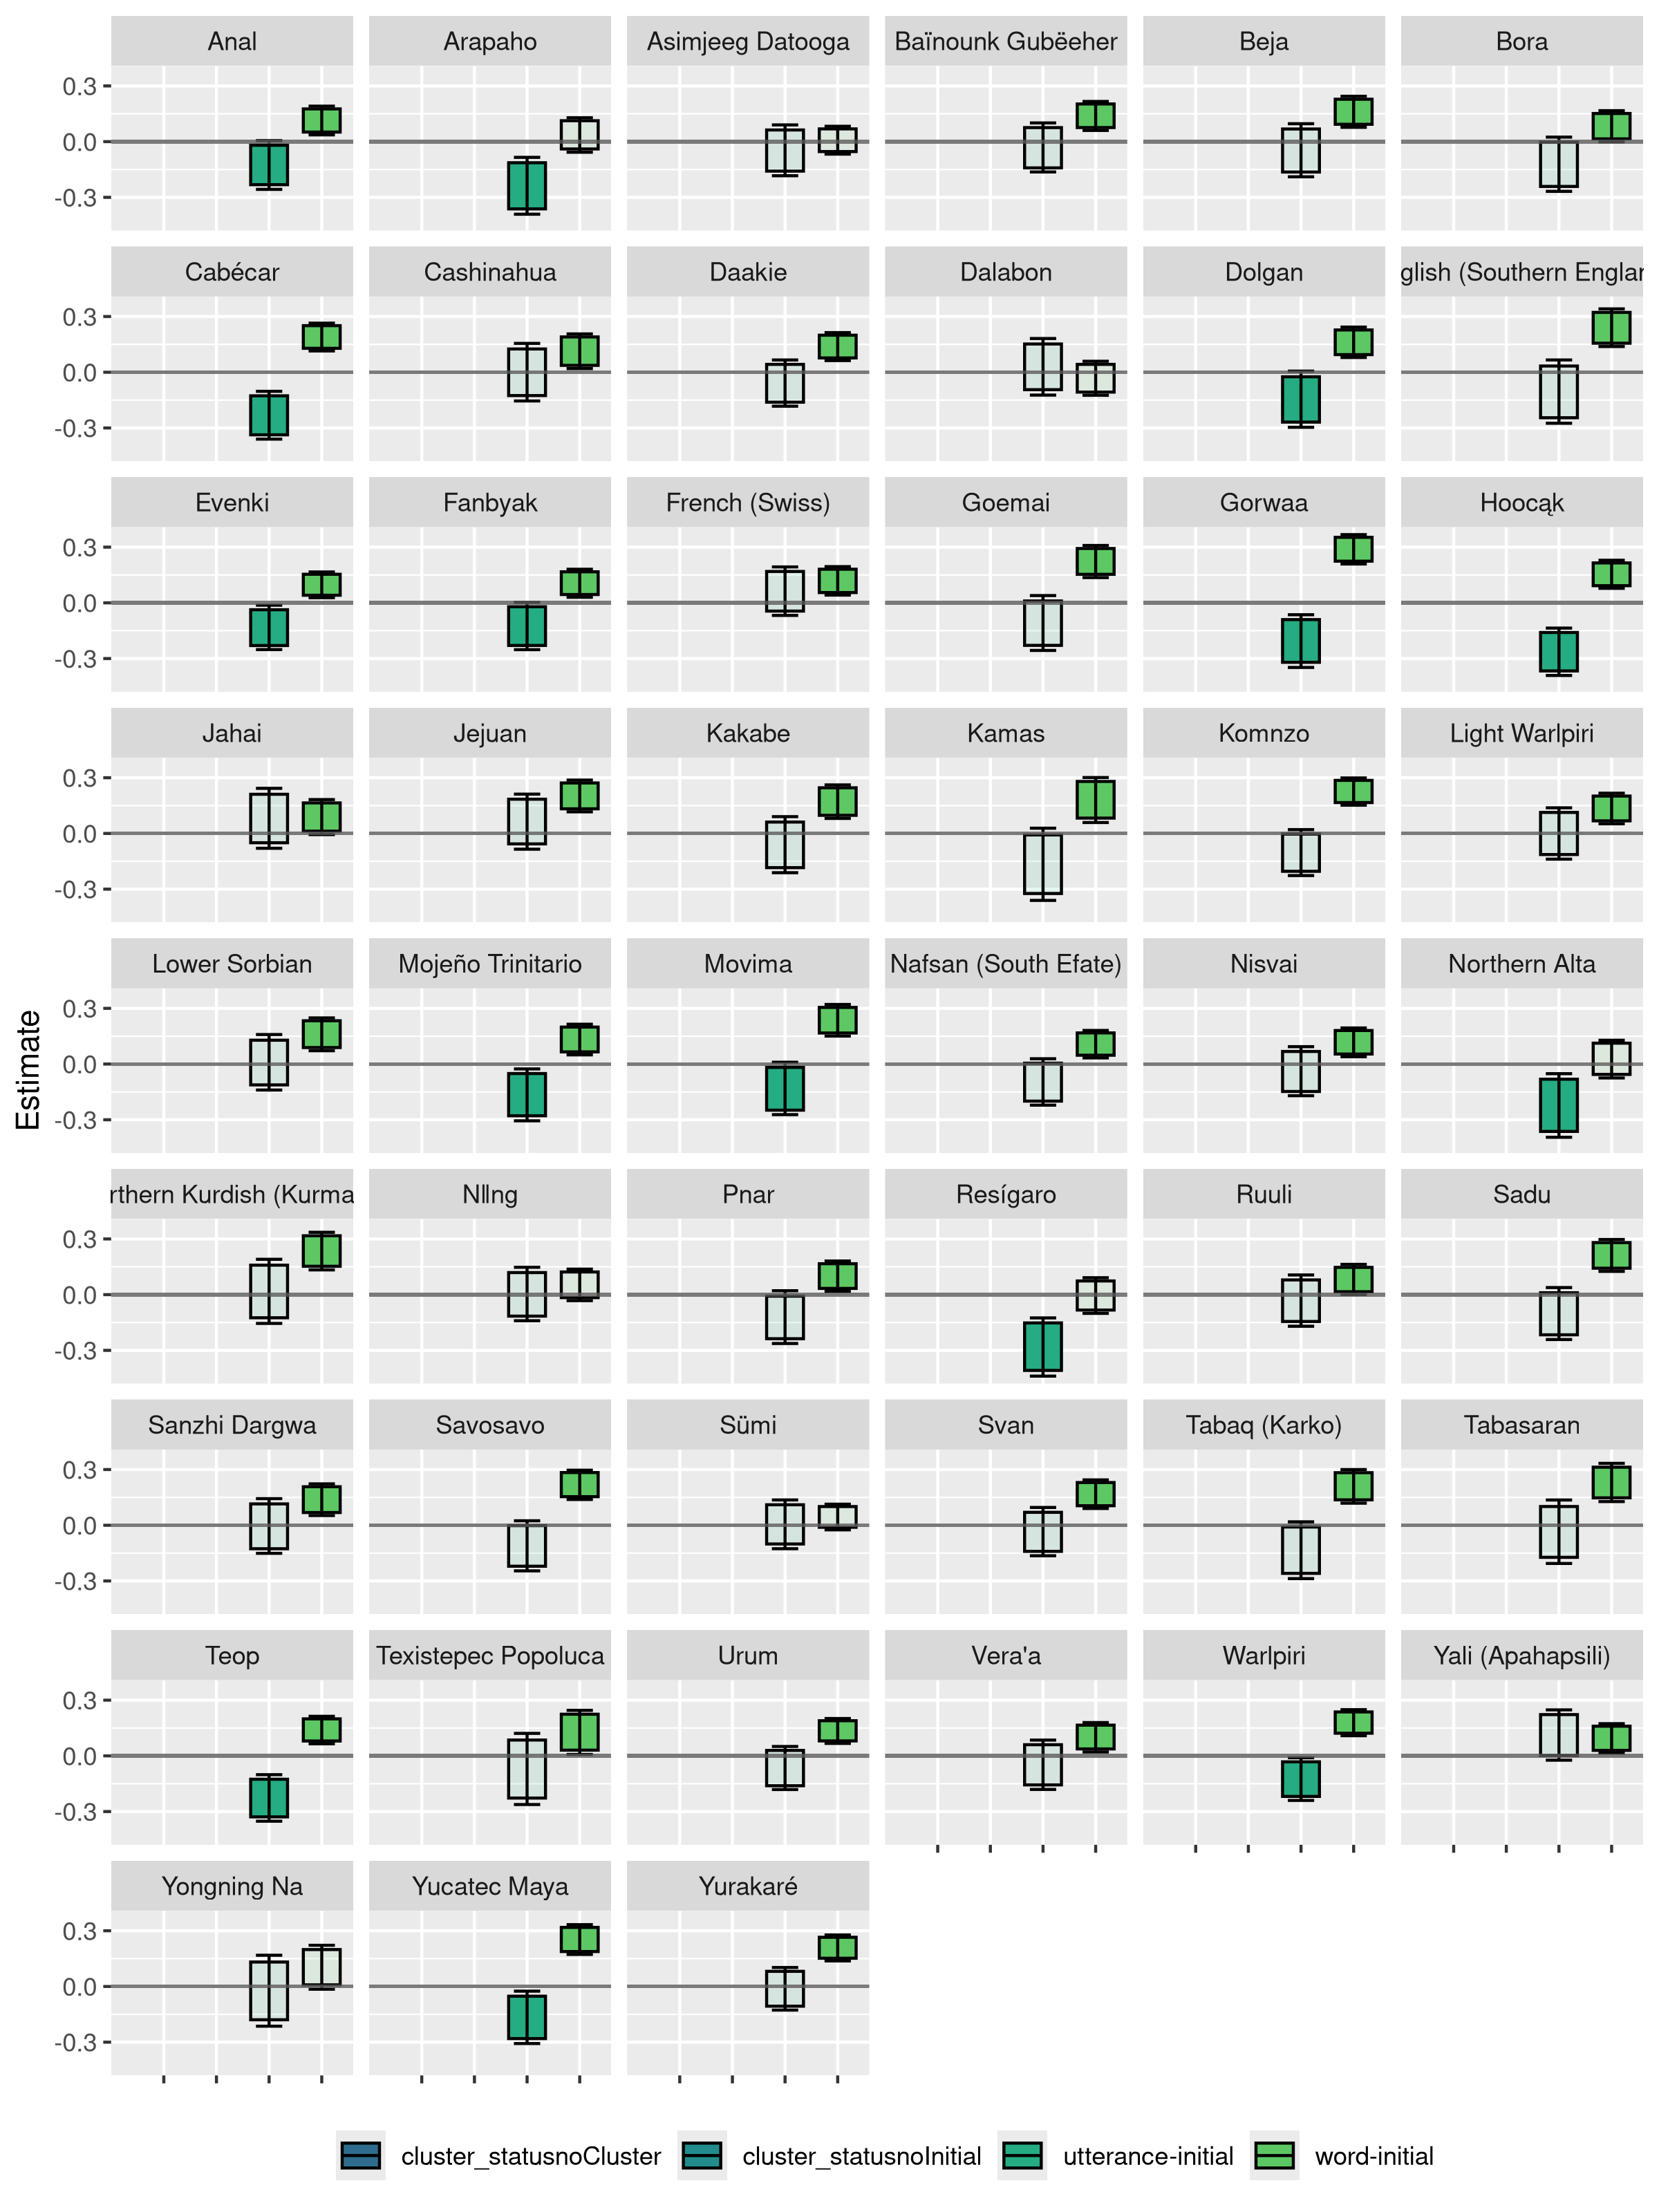 Anal Arapaho Asimjeeg Datooga Baïnounk Gubëeher Beja Bora
0.3
0.0
-0.3
Cabécar Cashinahua Daakie Dalabon Dolgan glish (Southern Englan
0.3
0.0
-0.3
Evenki Fanbyak French (Swiss) Goemai Gorwaa Hoocąk
0.3
0.0
-0.3
Jahai Jejuan Kakabe Kamas Komnzo Light Warlpiri
0.3
0.0
-0.3
Lower Sorbian Mojeño Trinitario Movima Nafsan (South Efate) Nisvai Northern Alta
0.3
0.0
-0.3
Estimate
rthern Kurdish (Kurma Nǁng Pnar Resígaro Ruuli Sadu
0.3
0.0
-0.3
Sanzhi Dargwa Savosavo Sümi Svan Tabaq (Karko) Tabasaran
0.3
0.0
-0.3
Teop Texistepec Popoluca Urum Vera'a Warlpiri Yali (Apahapsili)
0.3
0.0
-0.3
Yongning Na Yucatec Maya Yurakaré
0.3
0.0
-0.3
cluster_statusnoCluster cluster_statusnoInitial utterance-initial word-initial